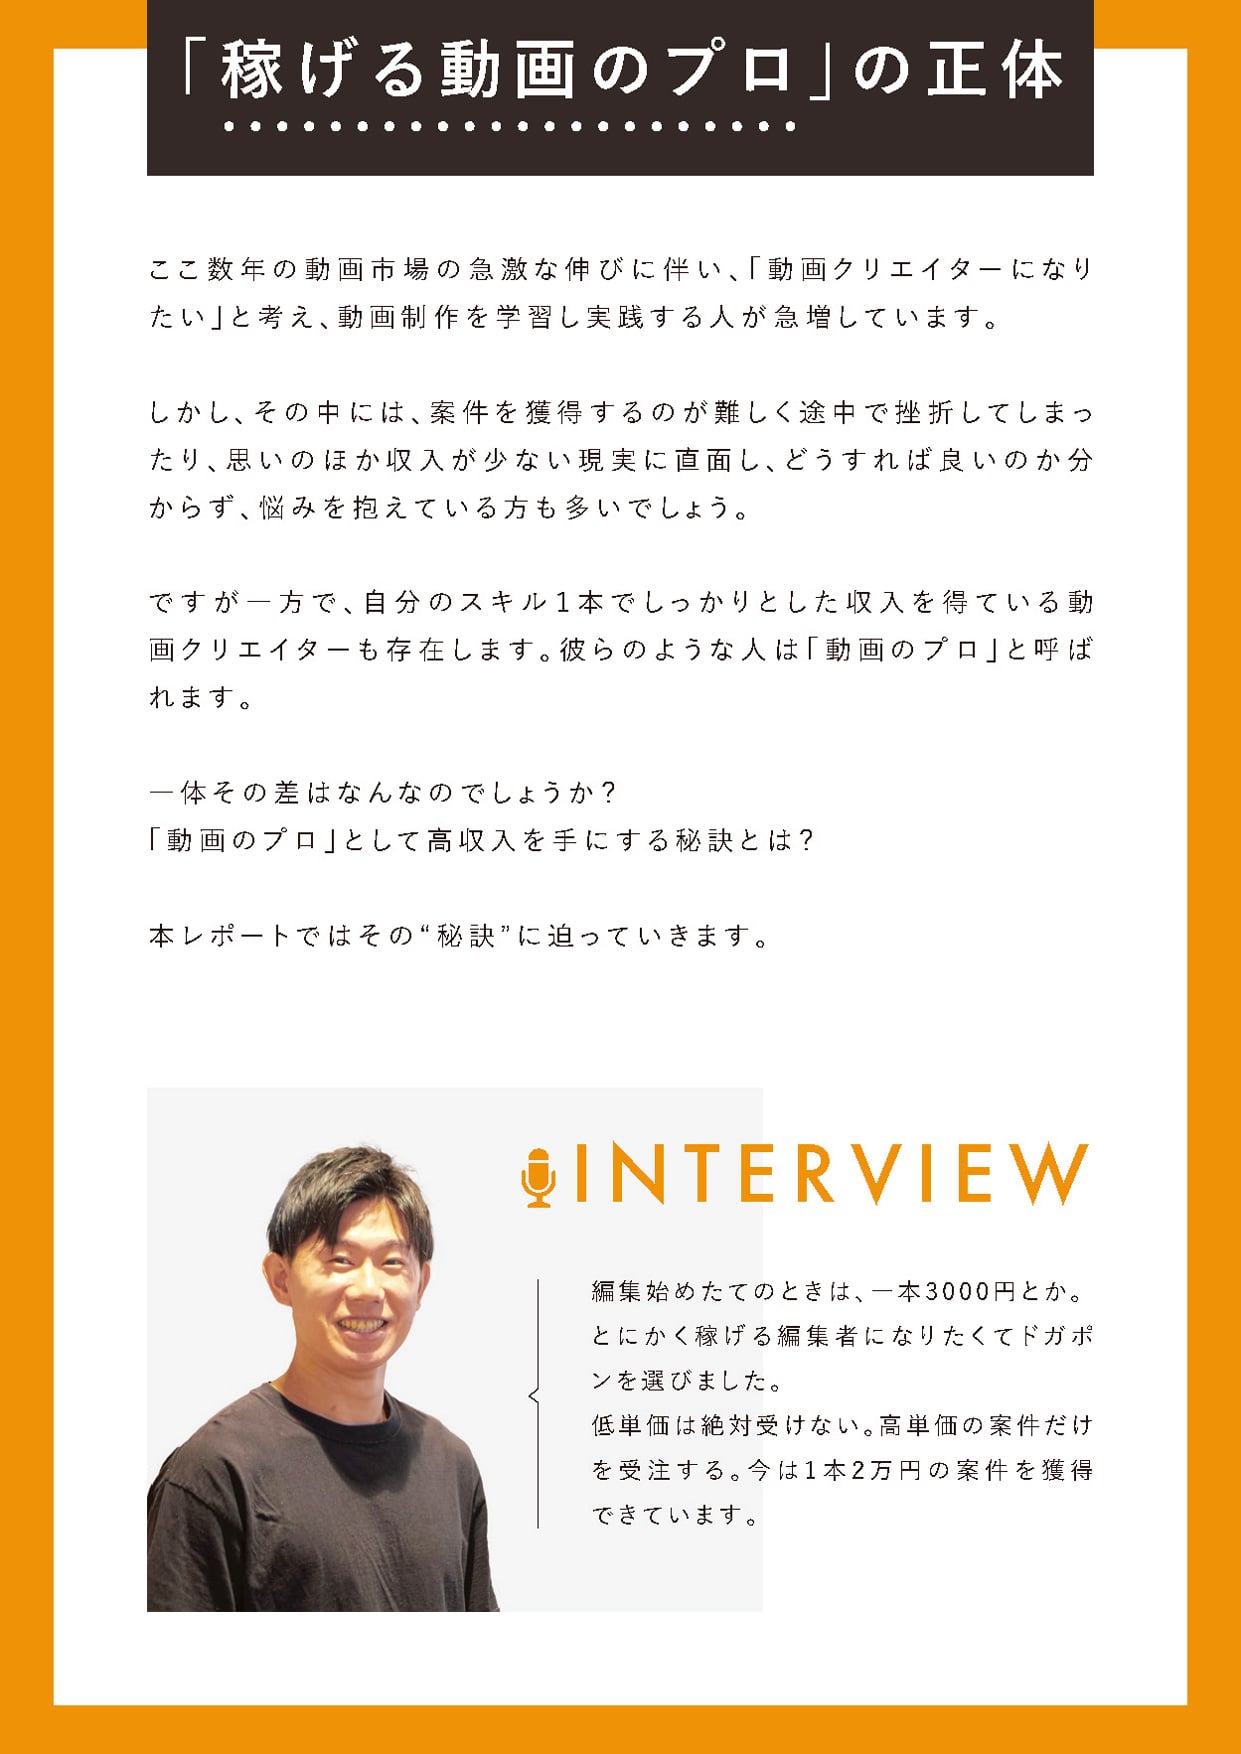 「稼げる動画のプロ」の正体
ここ数年の動画市場の急激な伸びに伴い、「動画クリエイターになり
たい」と考え、動画制作を学習し実践する人が急増しています。
しかし、その中には、案件を獲得するのが難しく途中で挫折してしまっ
たり、思いのほか収入が少ない現実に直面し、どうすれば良いのか分
からず、悩みを抱えている方も多いでしょう。
ですが一方で、自分のスキル1本でしっかりとした収入を得ている動
画クリエイターも存在します。彼らのような人は「動画のプロ」と呼ば
れます。
一体その差はなんなのでしょうか？
「動画のプロ」として高収入を手にする秘訣とは？
本レポートではその“秘訣”に迫っていきます。
INTERVIEW
編集始めたてのときは、一本3000円とか。
とにかく稼げる編集者になりたくてドガポ
ンを選びました。
低単価は絶対受けない。高単価の案件だけ
を受注する。今は1本2万円の案件を獲得
できています。